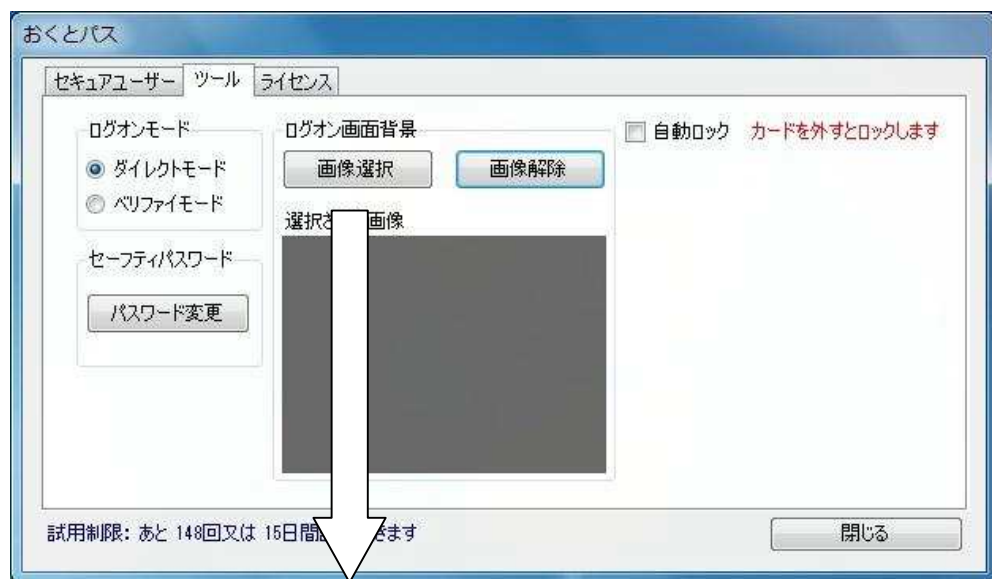 おくとパス
セキュアユーザー ツール ライセンス
ログオンモード
ダイレクトモード
ベリファイモード
セーフティパスワード
パスワード変更
ログオン画面背景
画像選択 画像解除
選択 画像
自動ロック カードを外すとロックします
試用制限: あと 148回又は 15日間 きます
閉じる